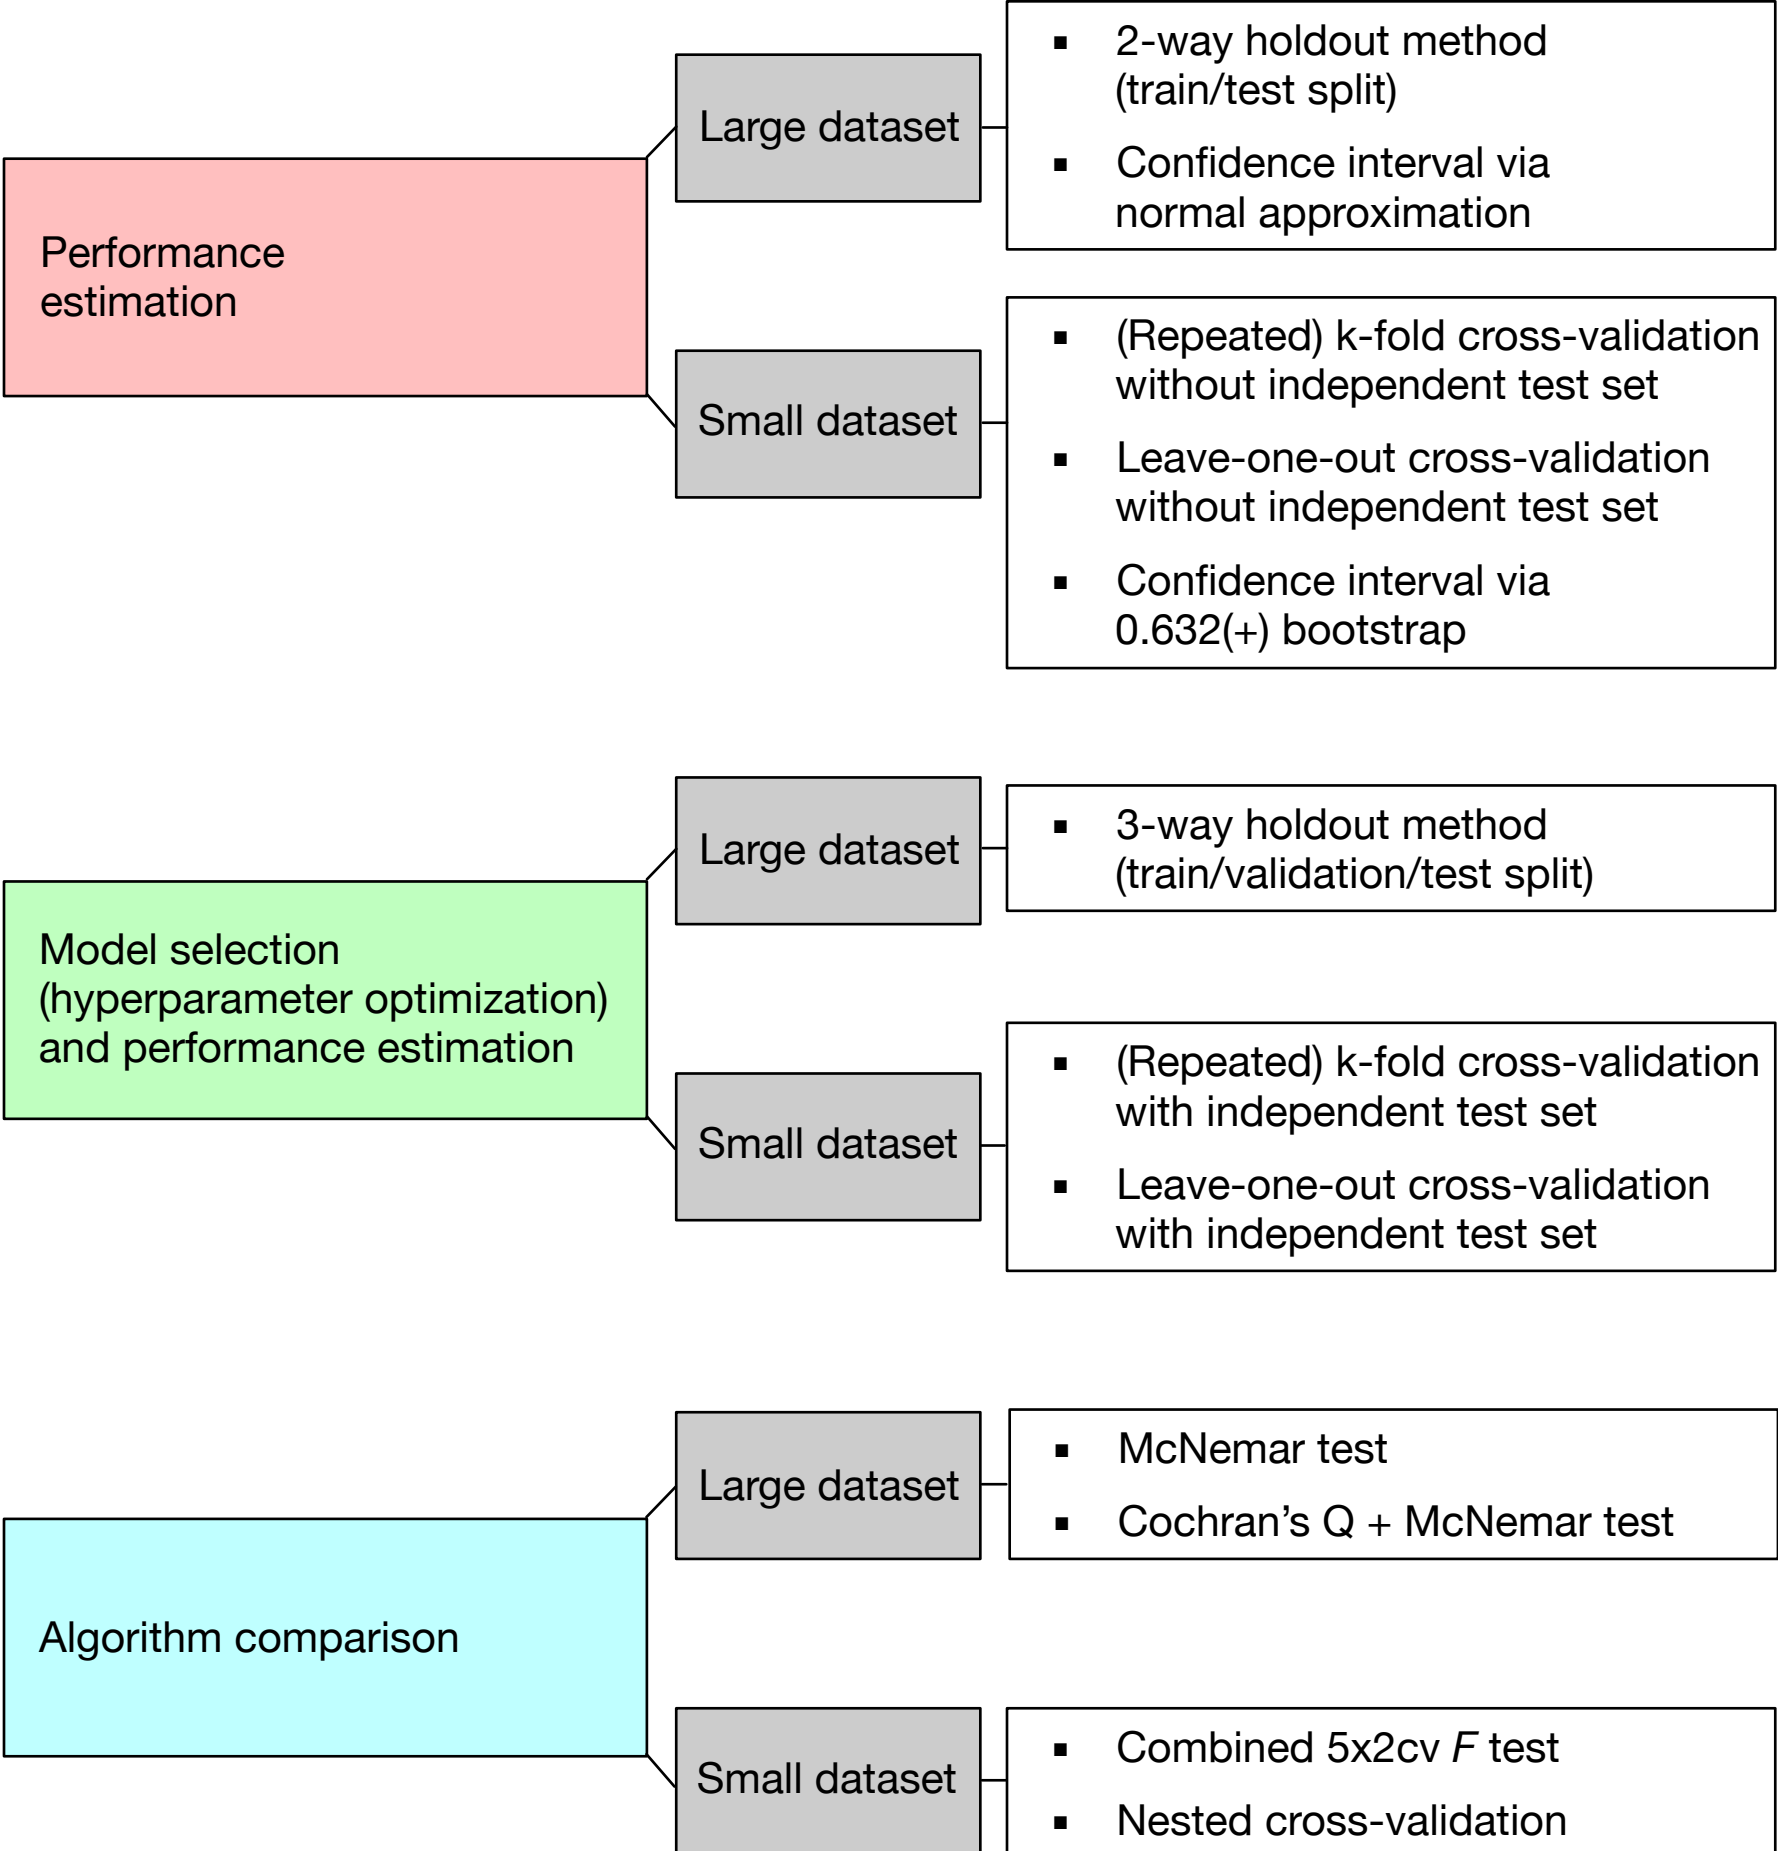 Performance
estimation
Large dataset
▪ 2-way holdout method
(train/test split)
▪ Confidence interval via
normal approximation
Small dataset
▪ (Repeated) k-fold cross-validation
without independent test set
▪ Leave-one-out cross-validation
without independent test set
▪ Confidence interval via
0.632(+) bootstrap
Model selection
(hyperparameter optimization)
and performance estimation
Large dataset
▪ 3-way holdout method
(train/validation/test split)
Small dataset
▪ (Repeated) k-fold cross-validation
with independent test set
▪ Leave-one-out cross-validation
with independent test set
Algorithm comparison
Large dataset
▪ McNemar test
▪ Cochran’s Q + McNemar test
Small dataset
▪ Combined 5x2cv F test
▪ Nested cross-validation